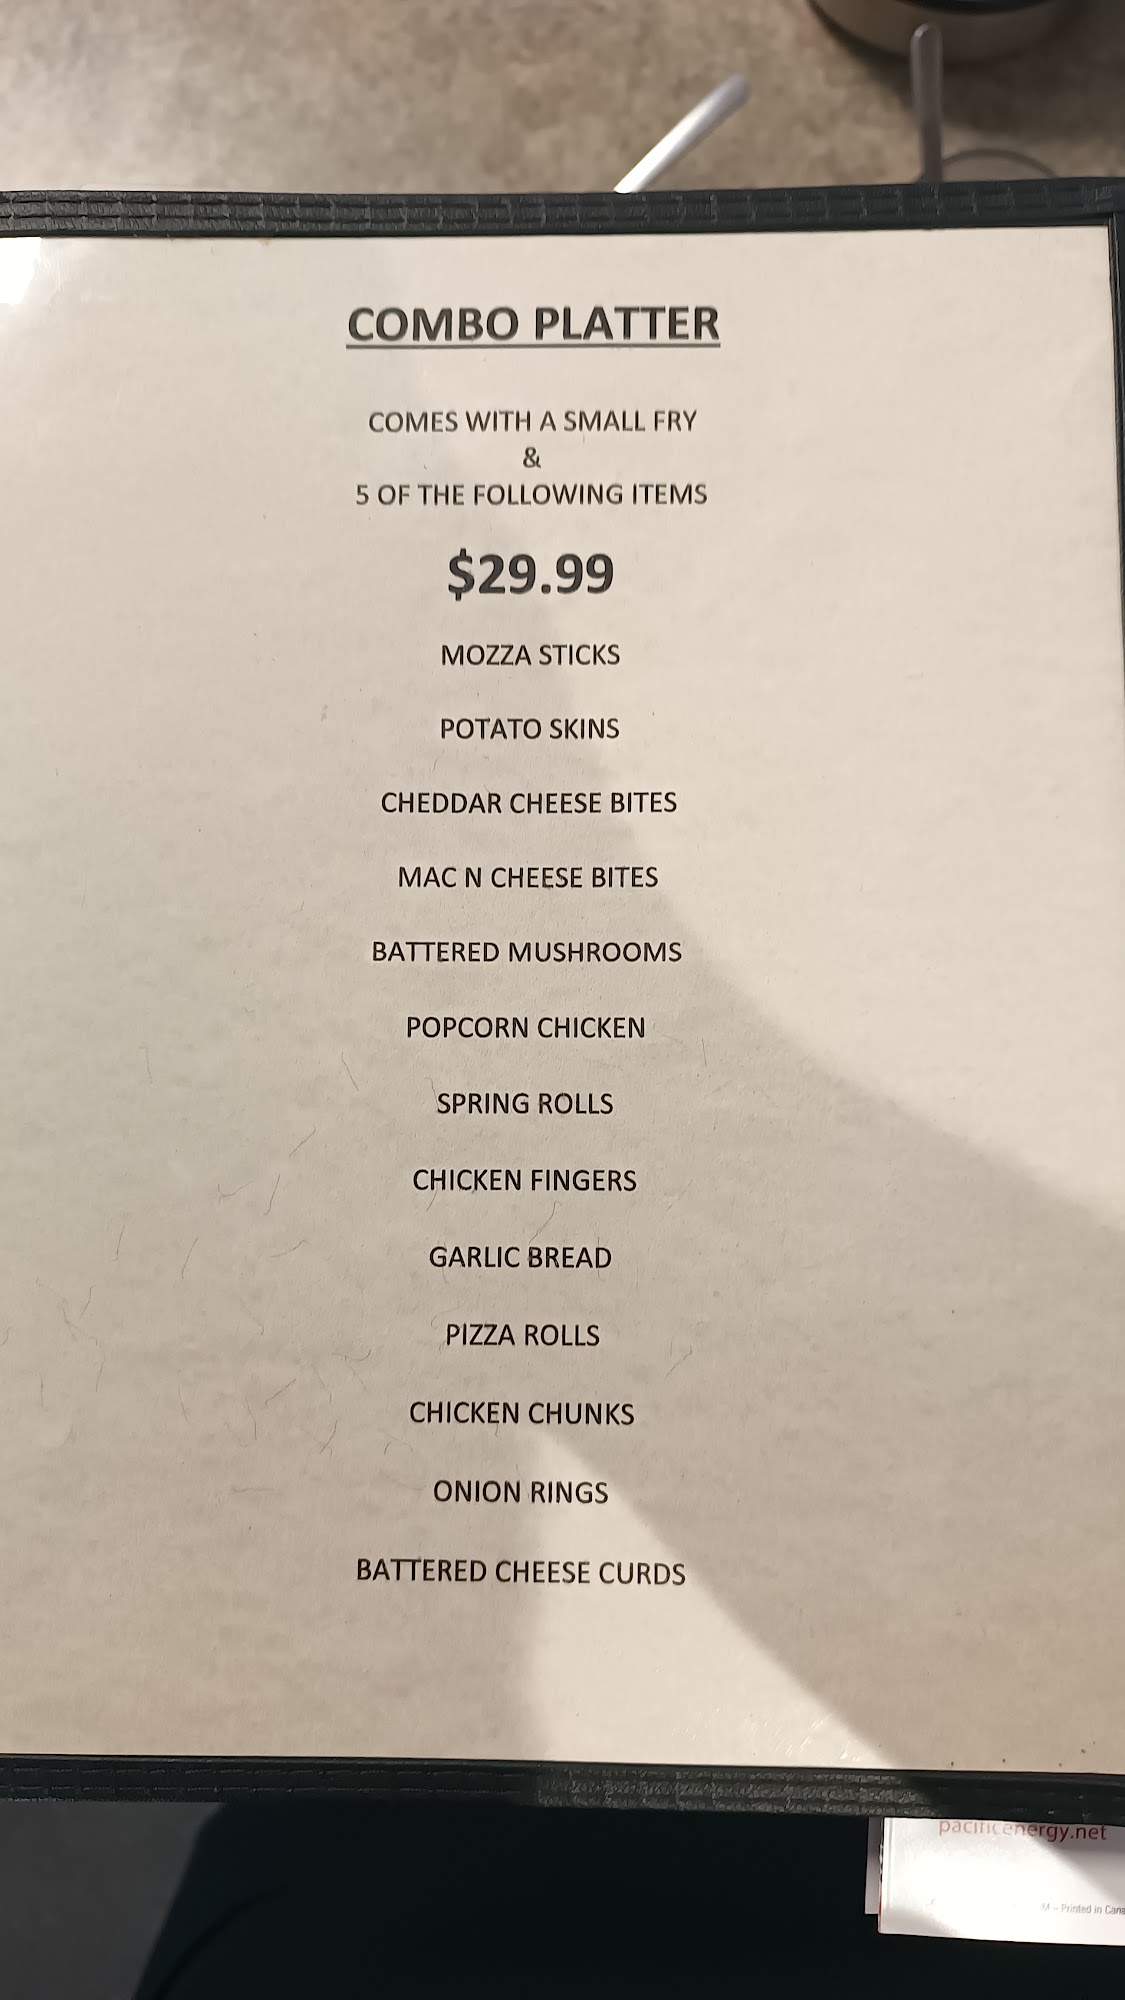 COMBO PLATTER
COMES WITH A SMALL FRY
&
5 OF THE FOLLOWING ITEMS
$29.99
MOZZA STICKS
POTATO SKINS
CHEDDAR CHEESE BITES
MAC N CHEESE BITES
BATTERED MUSHROOMS
POPCORN CHICKEN
SPRING ROLLS
CHICKEN FINGERS
GARLIC BREAD
PIZZA ROLLS
CHICKEN CHUNKS
ONION RINGS
BATTERED CHEESE CURDS
pacificenergy.net
– Printed in